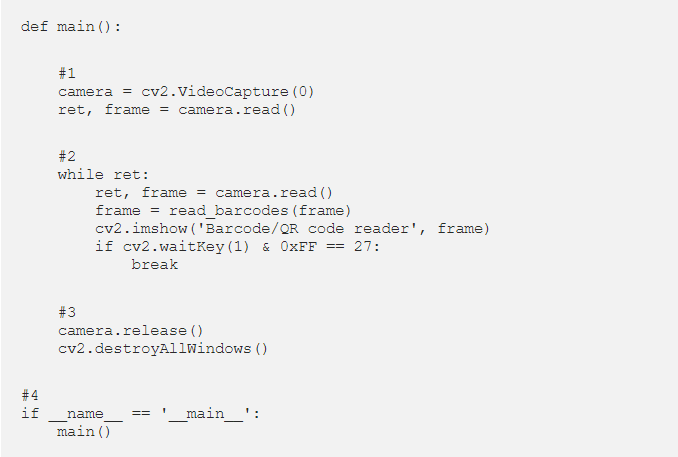 def main():
#1
camera = cv2.VideoCapture(0)
ret, frame = camera.read()
#2
while ret:
ret, frame = camera.read()
frame = read_barcodes(frame)
cv2.imshow('Barcode/QR code reader', frame)
if cv2.waitKey(1) & 0xFF == 27:
break
#3
camera.release()
cv2.destroyAllWindows()
#4
if __name__ == '__main__':
main()